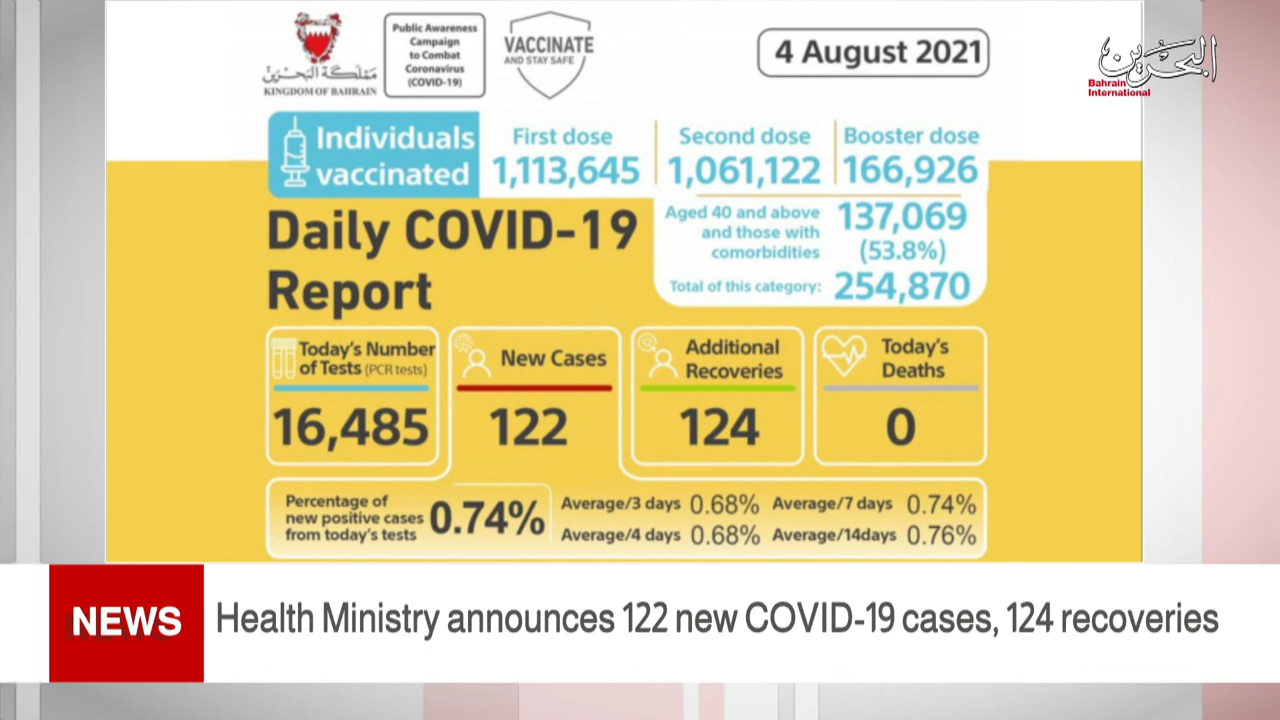 مملكة البحرين
KINGDOM OF BAHRAIN
Public Awareness
Campaign
to Combat
Coronavirus
(COVID-19)
VACCINATE
AND STAY SAFE
4 August 2021
البحرين
Bahrain
International
Individuals
vaccinated
First dose
1,113,645
Second dose
1,061,122
Booster dose
166,926
Aged 40 and above
and those with
comorbidities
137,069
(53.8%)
Total of this category: 254,870
Daily COVID-19
Report
Today's Number
of Tests (PCR tests)
16,485
New Cases
122
Additional
Recoveries
124
Today's
Deaths
0
Percentage of
new positive cases
from today's tests
0.74%
Average/3 days 0.68% Average/7 days 0.74%
Average/4 days 0.68% Average/14days 0.76%
NEWS
Health Ministry announces 122 new COVID-19 cases, 124 recoveries